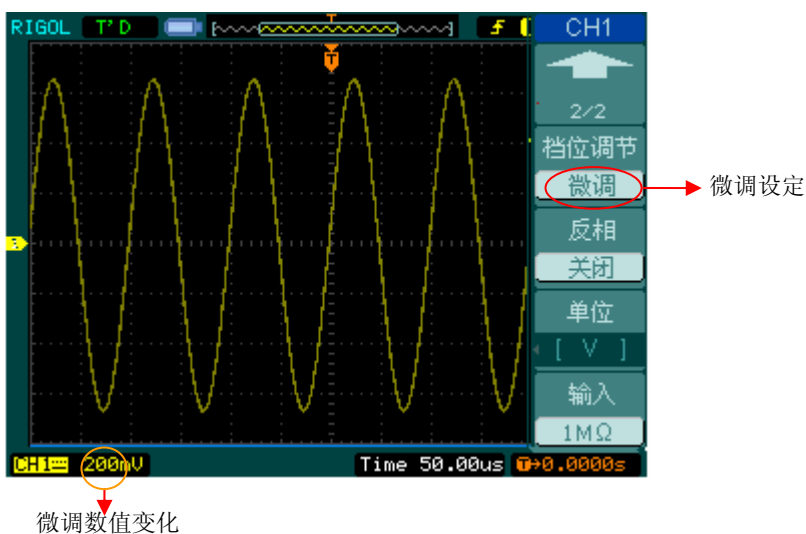 RIGOL T'D T CH1
T
2/2
档位调节
微调
微调设定
反相
关闭
单位
[ V ]
输入
1MΩ
CH1 200mV Time 50.00us T→0.0000s
微调数值变化